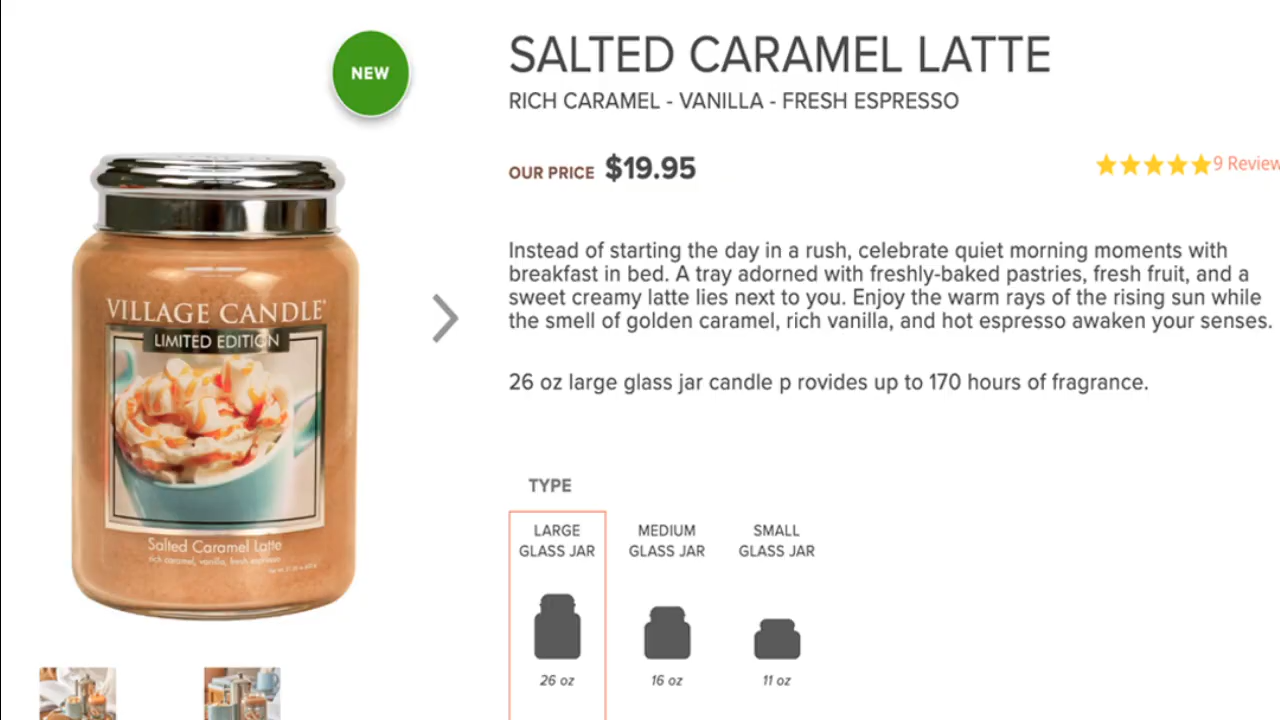 NEW
SALTED CARAMEL LATTE
RICH CARAMEL - VANILLA - FRESH ESPRESSO
OUR PRICE $19.95
9 Review
Instead of starting the day in a rush, celebrate quiet morning moments with
breakfast in bed. A tray adorned with freshly-baked pastries, fresh fruit, and a
sweet creamy latte lies next to you. Enjoy the warm rays of the rising sun while
the smell of golden caramel, rich vanilla, and hot espresso awaken your senses.
26 oz large glass jar candle p rovides up to 170 hours of fragrance.
VILLAGE CANDLE
LIMITED EDITION
Salted Caramel Latte
rich caramel, vanilla, fresh espresso
TYPE
LARGE
GLASS JAR
26 oz
MEDIUM
GLASS JAR
16 oz
SMALL
GLASS JAR
11 oz